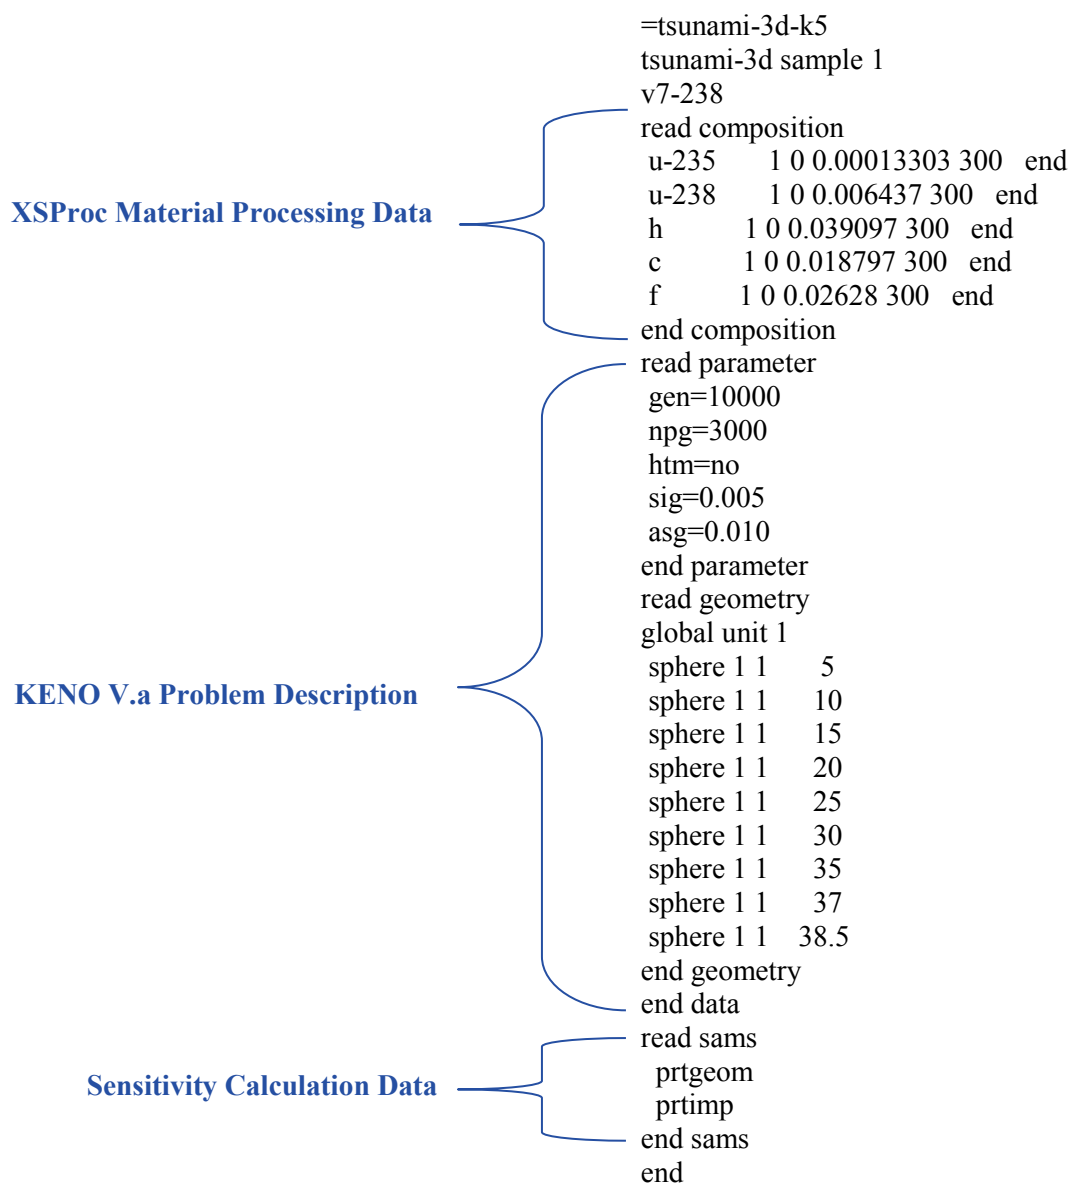 =tsunami-3d-k5
tsunami-3d sample 1
v7-238
read composition
u-235 1 0 0.00013303 300 end
u-238 1 0 0.006437 300 end
XSProc Material Processing Data
h 1 0 0.039097 300 end
c 1 0 0.018797 300 end
f 1 0 0.02628 300 end
end composition
read parameter
gen=10000
npg=3000
htm=no
sig=0.005
asg=0.010
end parameter
read geometry
global unit 1
sphere 1 1 5
KENO V.a Problem Description
sphere 1 1 10
sphere 1 1 15
sphere 1 1 20
sphere 1 1 25
sphere 1 1 30
sphere 1 1 35
sphere 1 1 37
sphere 1 1 38.5
end geometry
end data
read sams
prtgeom
Sensitivity Calculation Data
prtimp
end sams
end